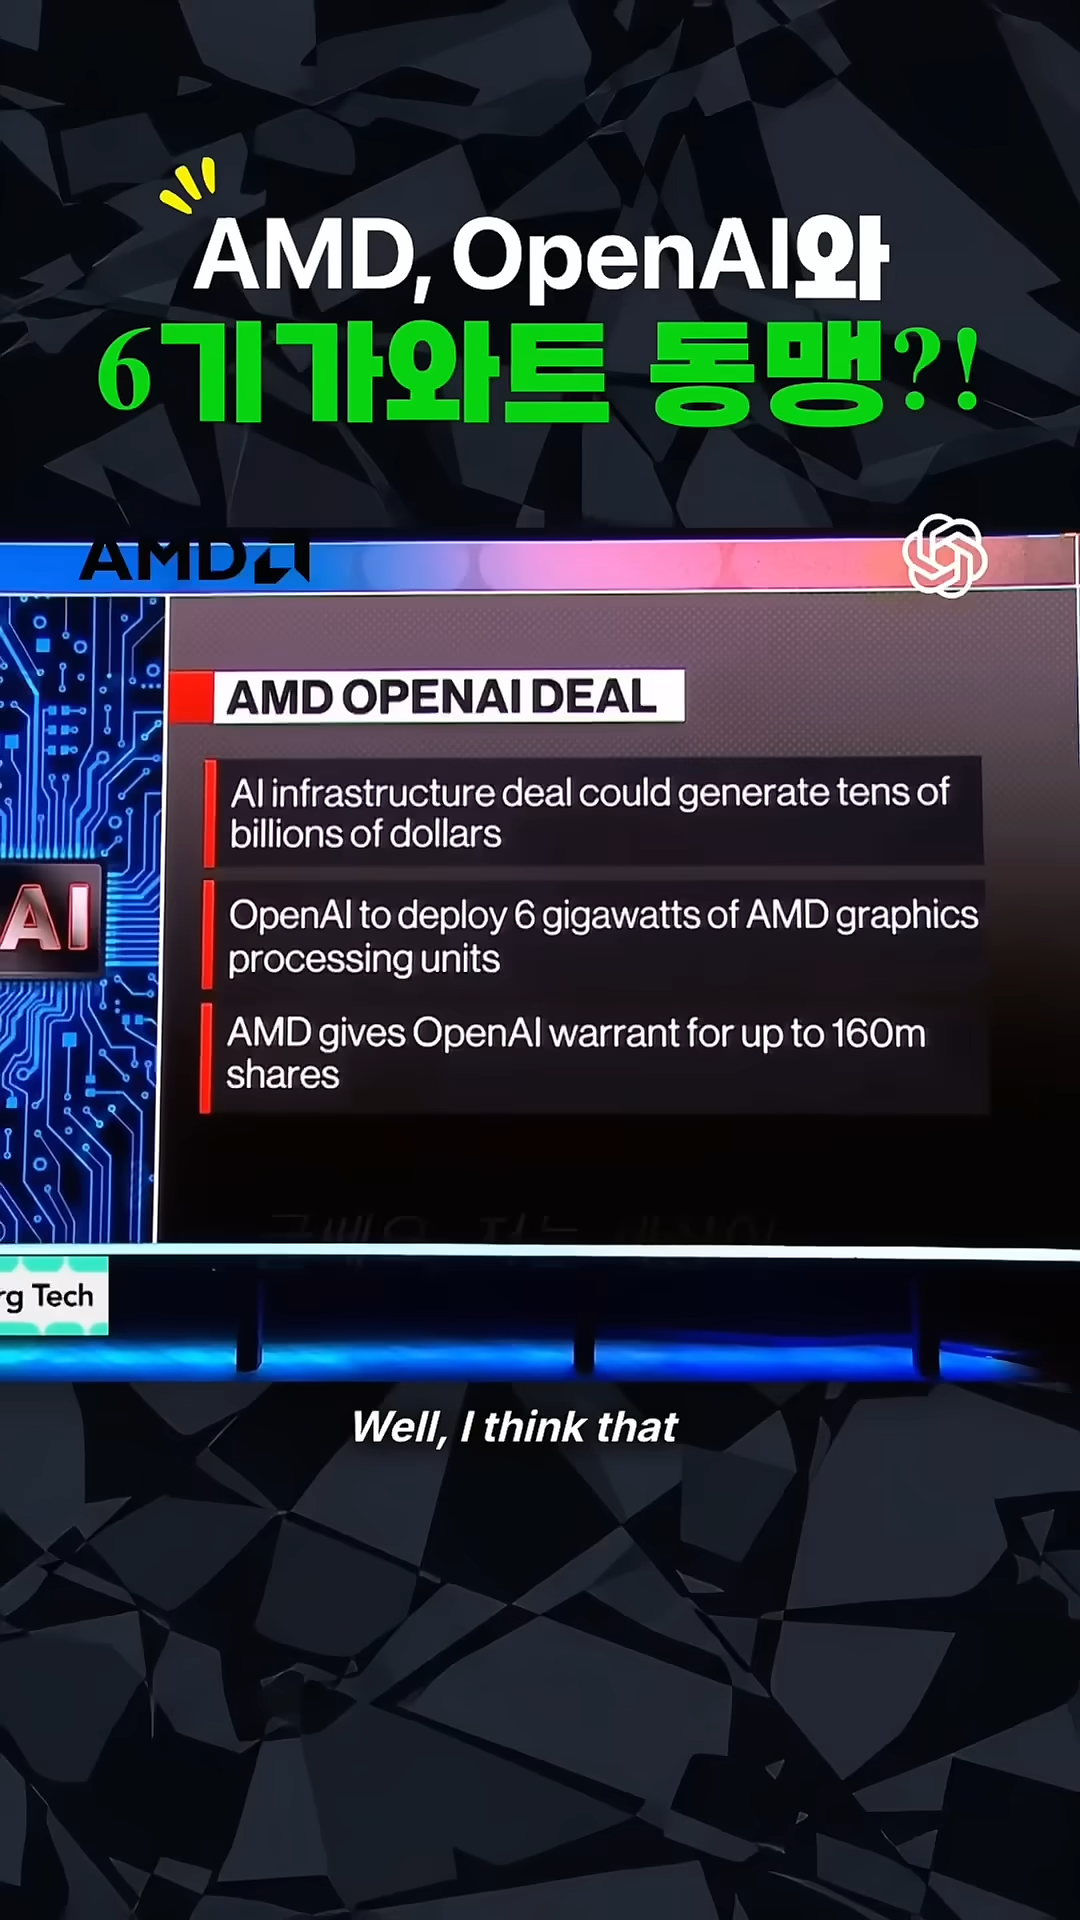 AMD, OpenAI와
6기가와트 동맹?!
AMD
AMD OPENAI DEAL
AI infrastructure deal could generate tens of
billions of dollars
AI
OpenAI to deploy 6 gigawatts of AMD graphics
processing units
AMD gives OpenAI warrant for up to 160m
shares
rg Tech
Well, I think that